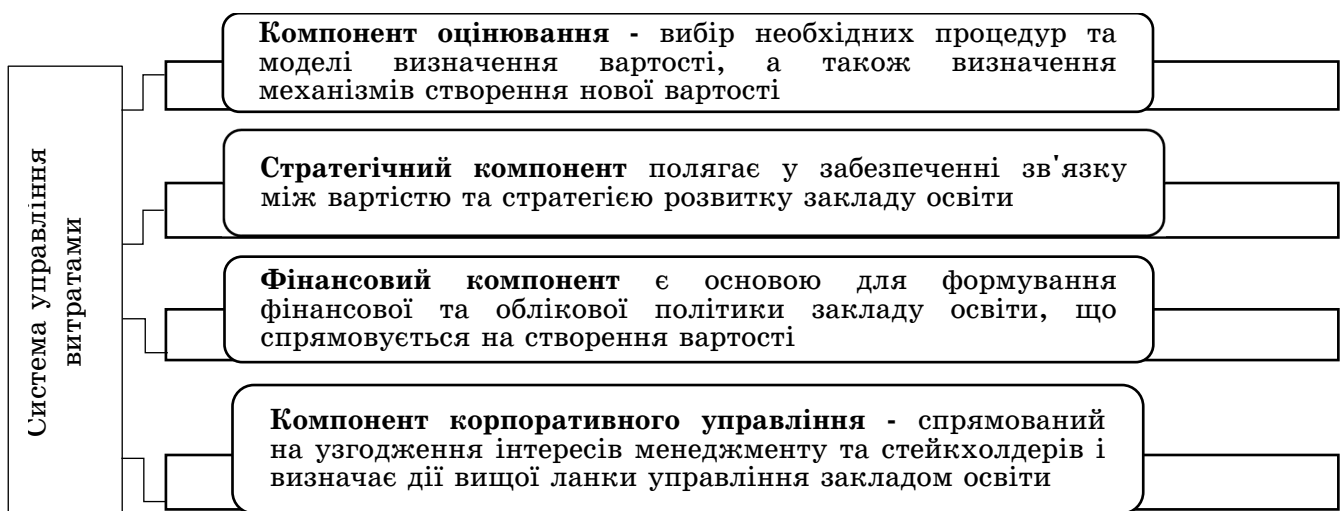 Система управління
витратами
Компонент оцінювання - вибір необхідних процедур та
моделі визначення вартості, а також визначення
механізмів створення нової вартості
Стратегічний компонент полягає у забезпеченні зв'язку
між вартістю та стратегією розвитку закладу освіти
Фінансовий компонент є основою для формування
фінансової та облікової політики закладу освіти, що
спрямовується на створення вартості
Компонент корпоративного управління - спрямований
на узгодження інтересів менеджменту та стейкхолдерів і
визначає дії вищої ланки управління закладом освіти